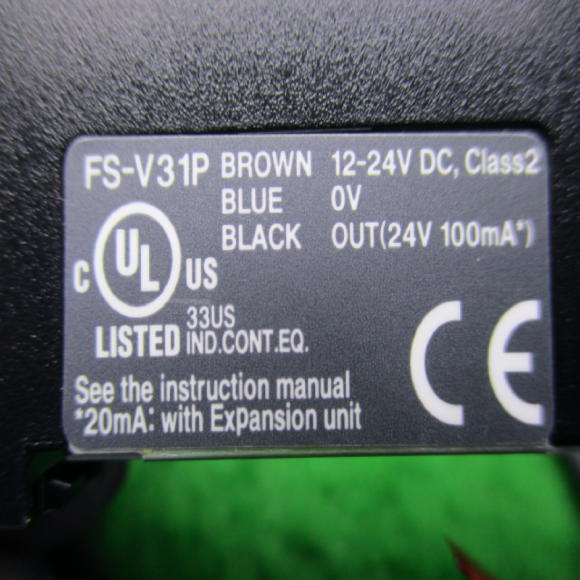 FS-V31P BROWN 12-24V DC, Class2
BLUE 0V
BLACK OUT(24V 100mA*)
C UL US
LISTED 33US
IND.CONT.EQ.
CE
See the instruction manual
*20mA: with Expansion unit